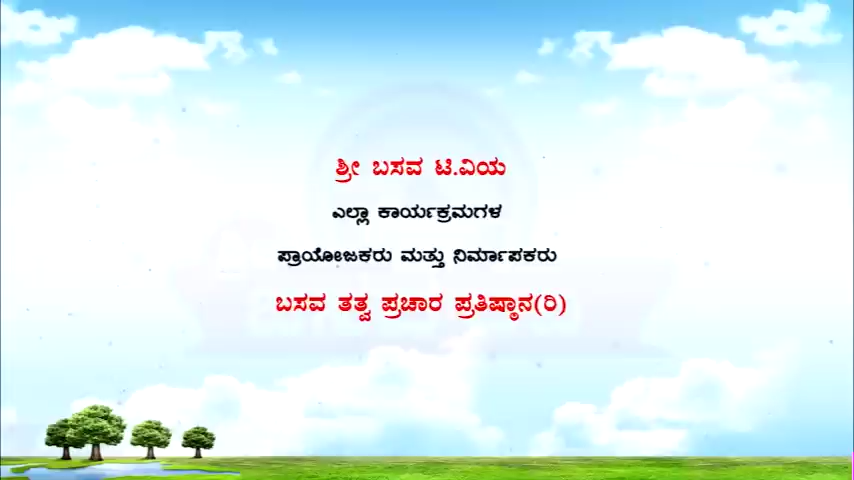 ಶ್ರೀ ಬಸವ ಟಿ.ವಿಯ
ಎಲ್ಲಾ ಕಾರ್ಯಕ್ರಮಗಳ
ಪ್ರಾಯೋಜಕರು ಮತ್ತು ನಿರ್ಮಾಪಕರು
ಬಸವ ತತ್ವ ಪ್ರಚಾರ ಪ್ರತಿಷ್ಠಾನ(ರಿ)